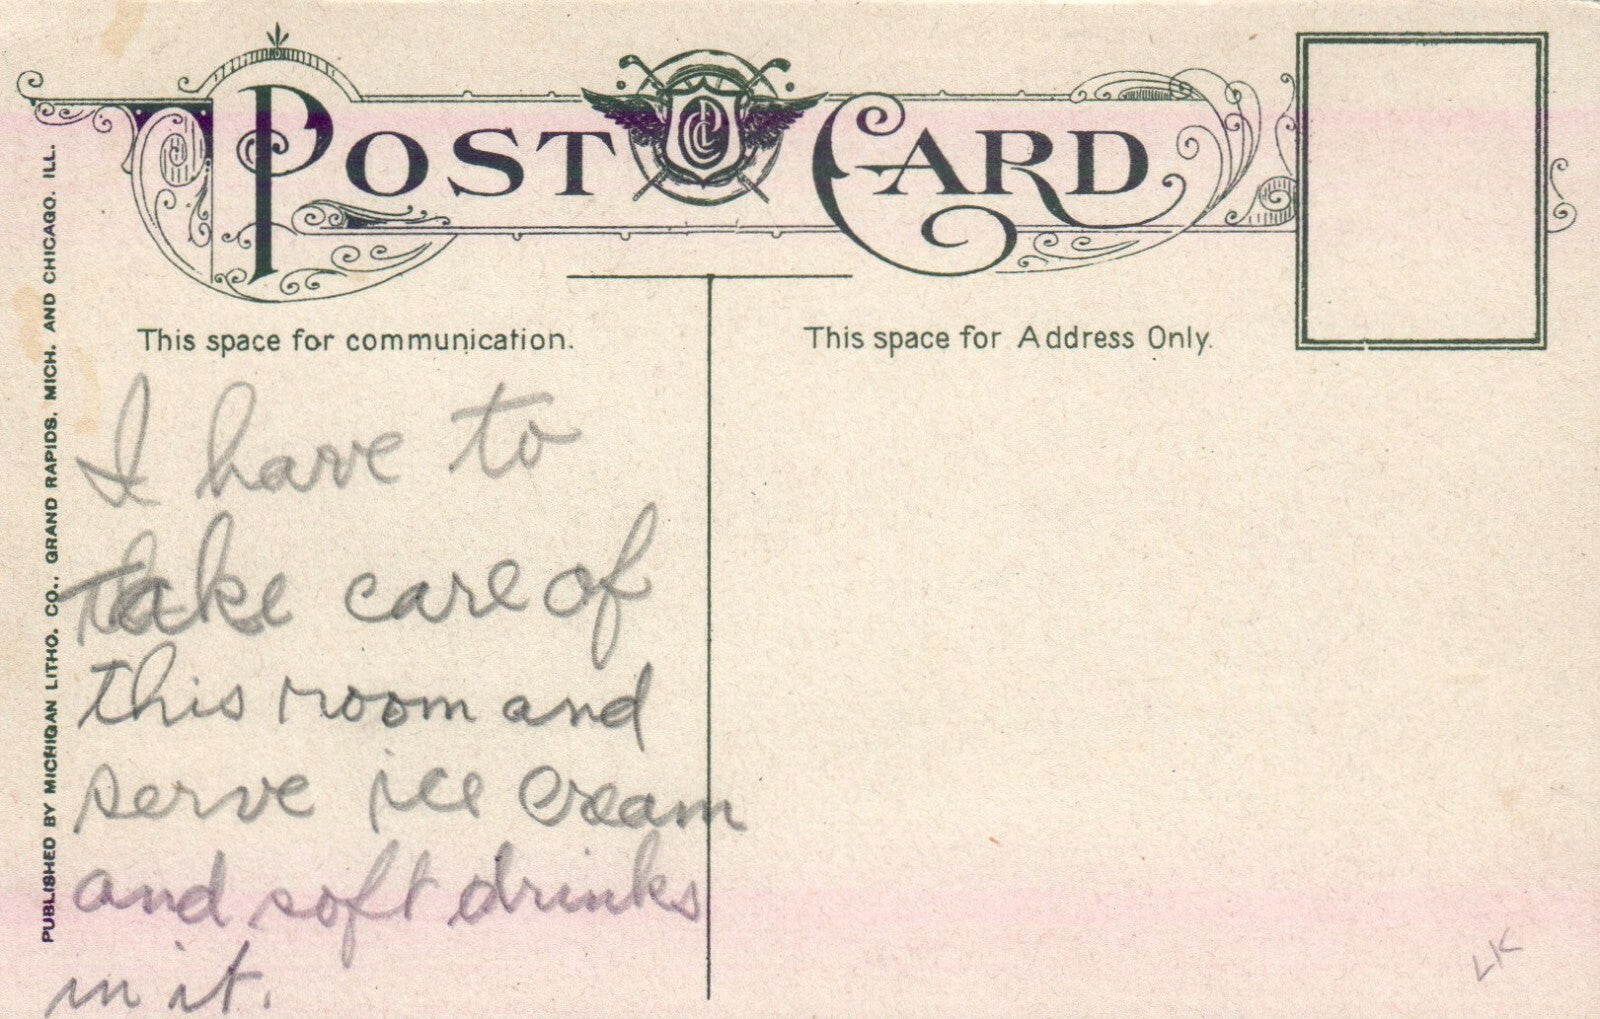 POST CARD
This space for communication.
This space for Address Only.
PUBLISHED BY MICHIGAN LITHO. CO., GRAND RAPIDS, MICH. AND CHICAGO, ILL.
I have to
take care of
this room and
serve ice cream
and soft drinks
in it.
LK